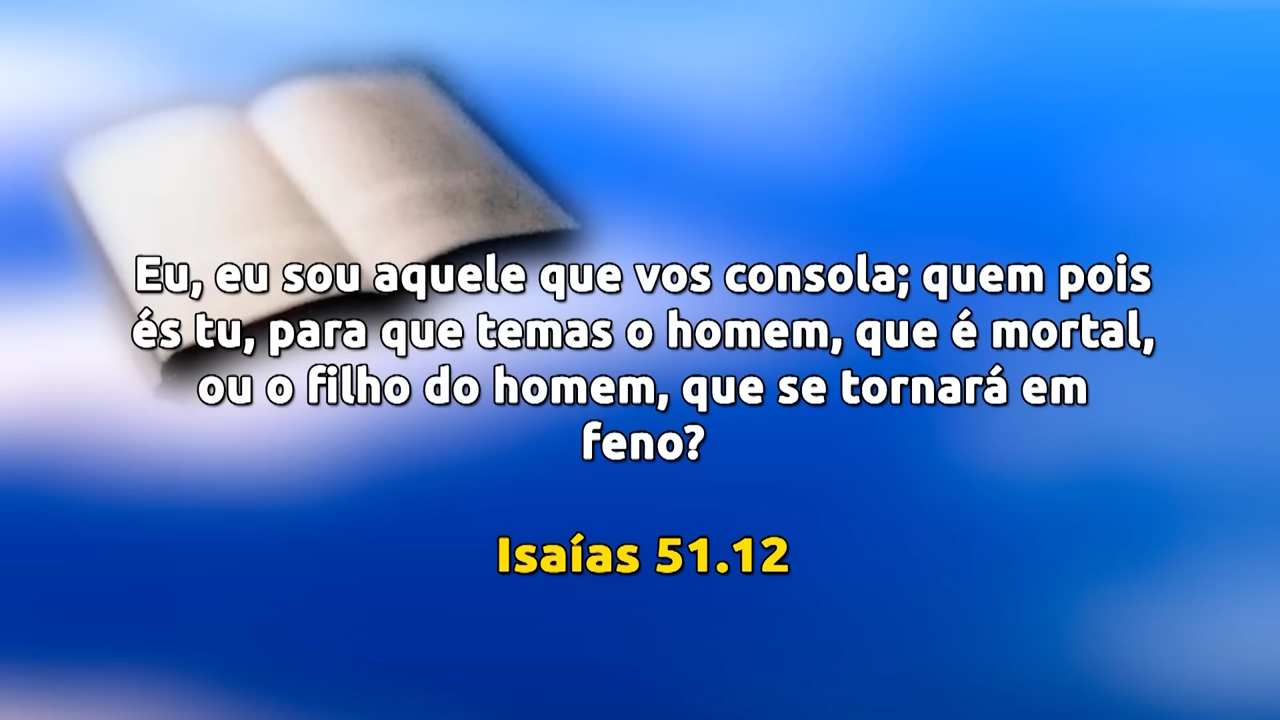 Eu, eu sou aquele que vos consola; quem pois
és tu, para que temas o homem, que é mortal,
ou o filho do homem, que se tornará em
feno?
Isaías 51.12